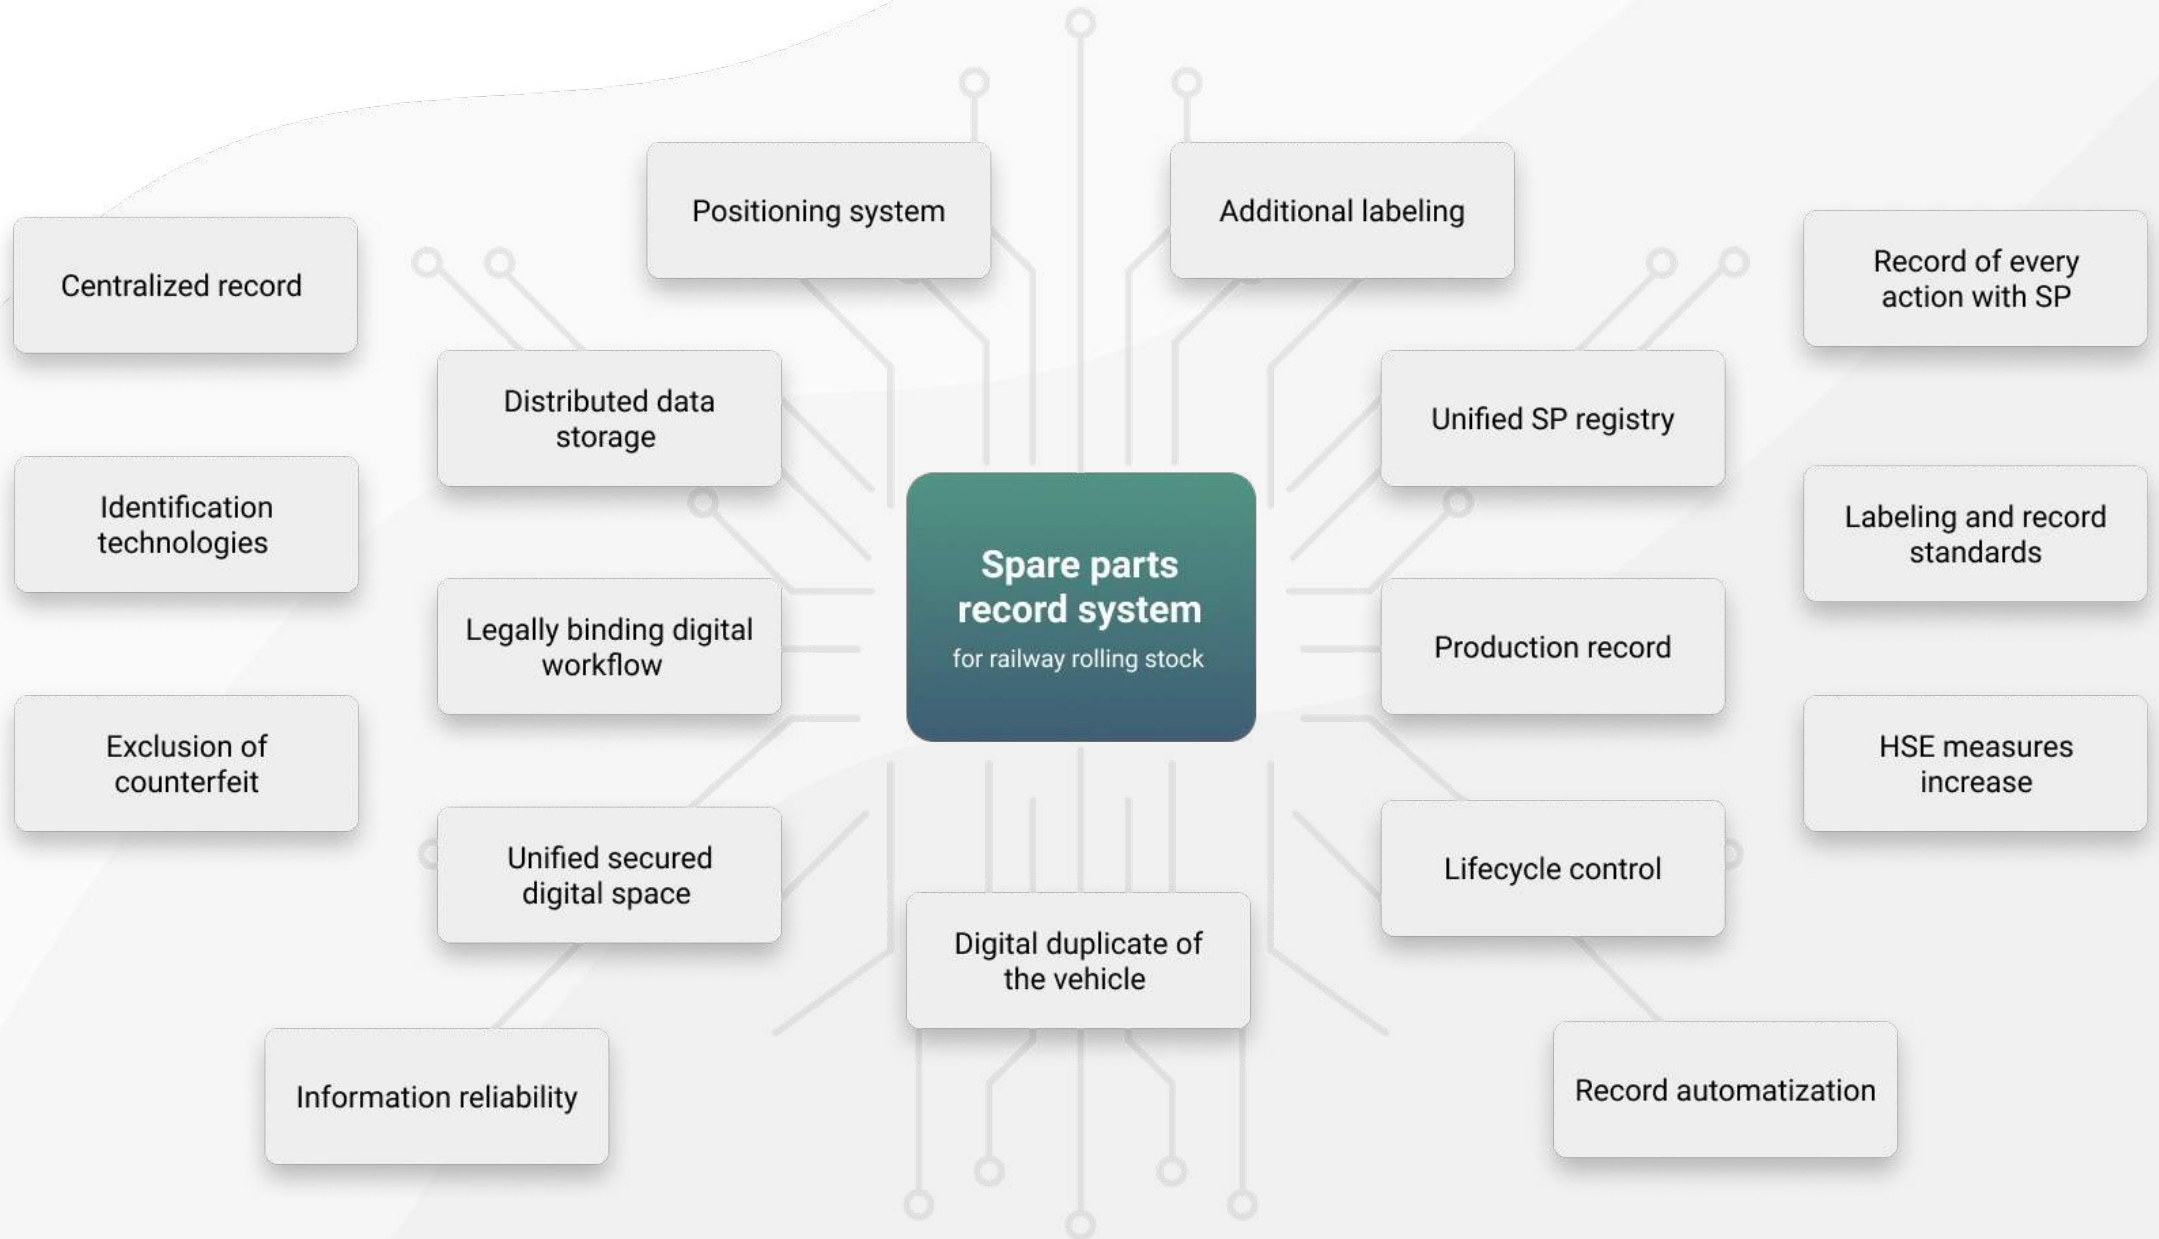 Positioning system
Additional labeling
Centralized record
Record of every
action with SP
Distributed data
storage
Unified SP registry
Identification
technologies
Labeling and record
standards
Spare parts
record system
for railway rolling stock
Legally binding digital
workflow
Production record
Exclusion of
counterfeit
HSE measures
increase
Unified secured
digital space
Lifecycle control
Digital duplicate of
the vehicle
Information reliability
Record automatization